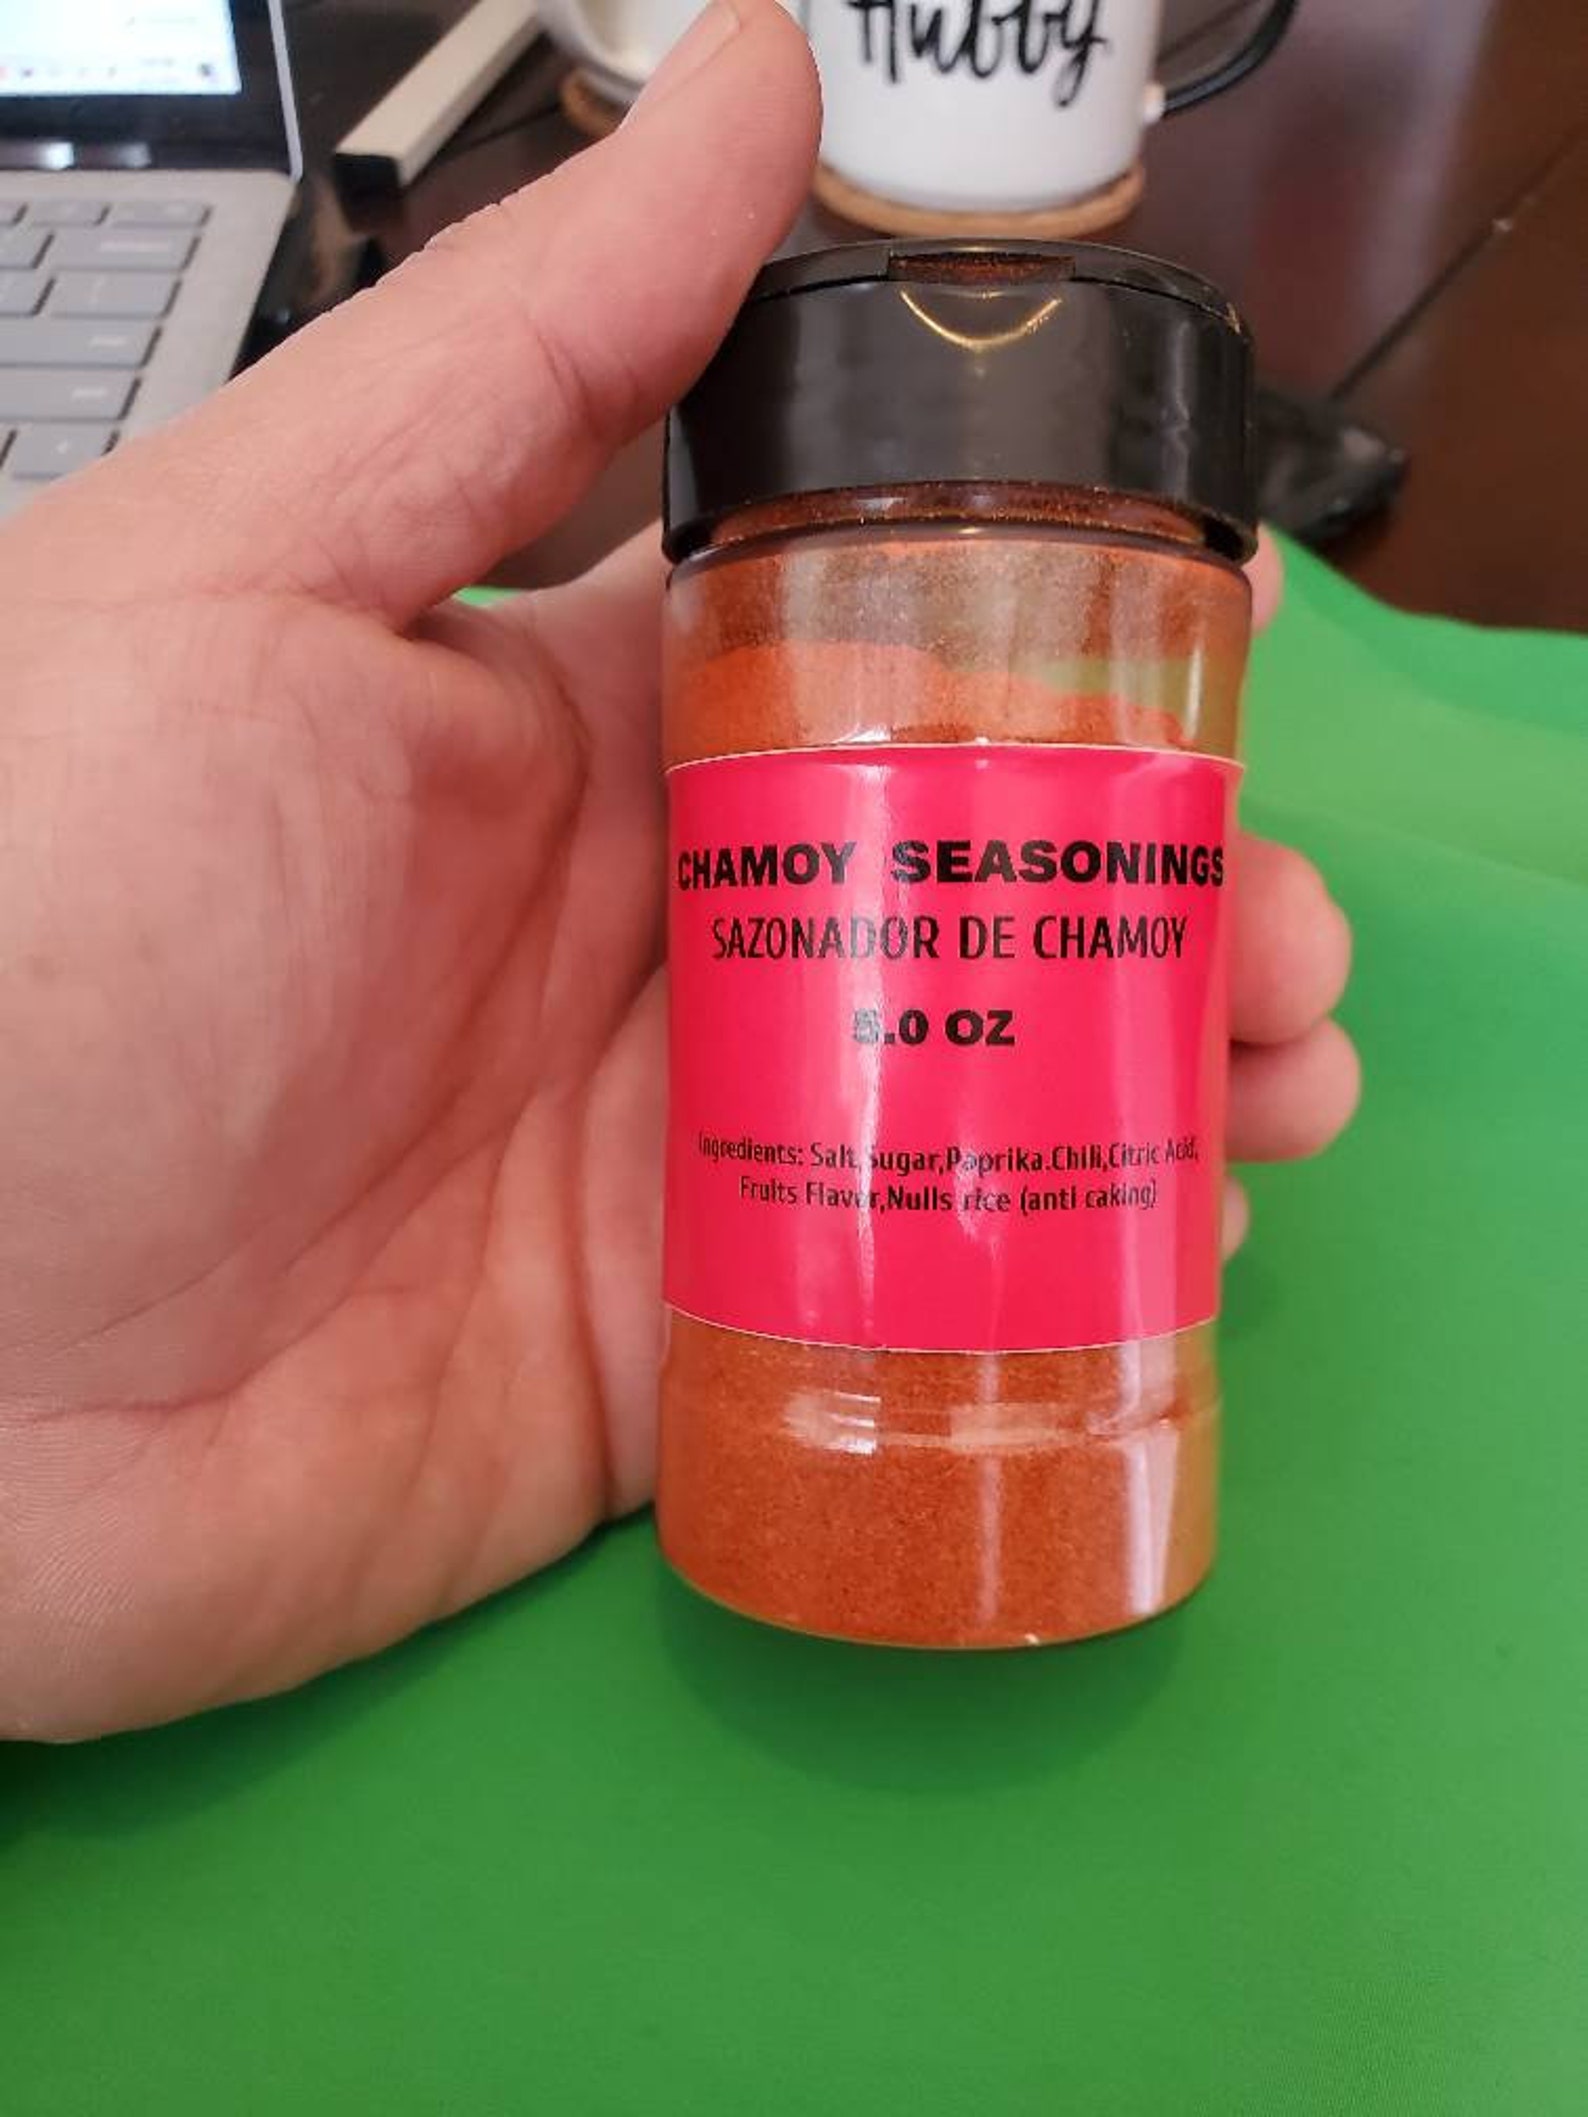 Hubby
CHAMOY SEASONINGS
SAZONADOR DE CHAMOY
5.0 OZ
Ingredients: Salt,Sugar,Paprika.Chili,Citric Acid,
Fruits Flavor,Nulls rice (anti caking)